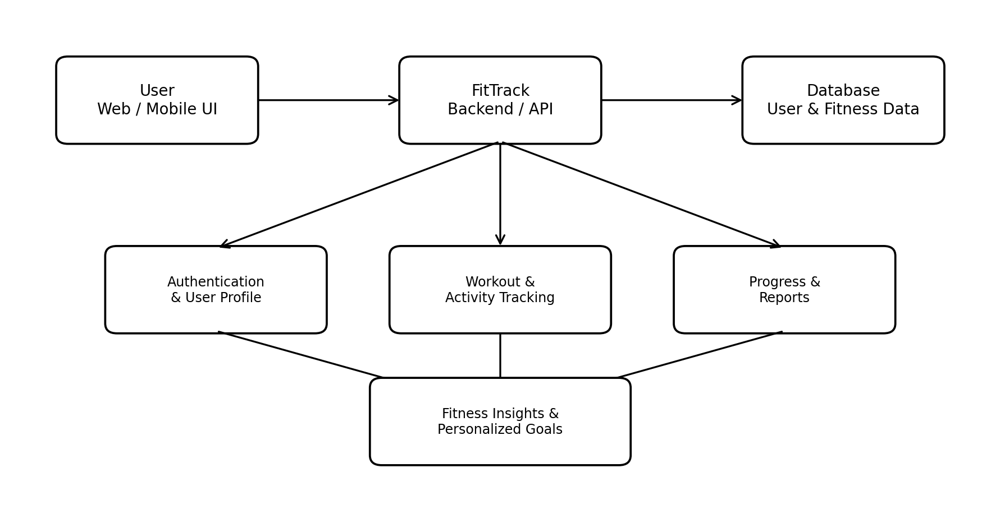 User
Web / Mobile UI
FitTrack
Backend / API
Database
User & Fitness Data
Authentication
& User Profile
Workout &
Activity Tracking
Progress &
Reports
Fitness Insights &
Personalized Goals